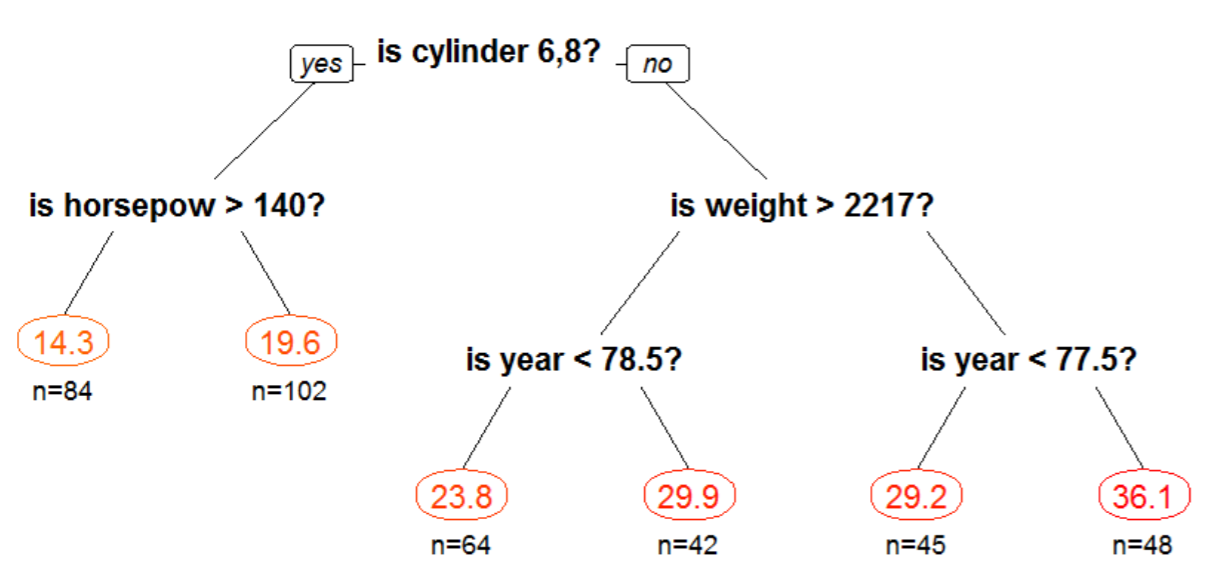 yes is cylinder 6,8? no
is horsepow > 140? is weight > 2217?
14.3 19.6 is year < 78.5? is year < 77.5?
n=84 n=102
23.8 29.9 29.2 36.1
n=64 n=42 n=45 n=48